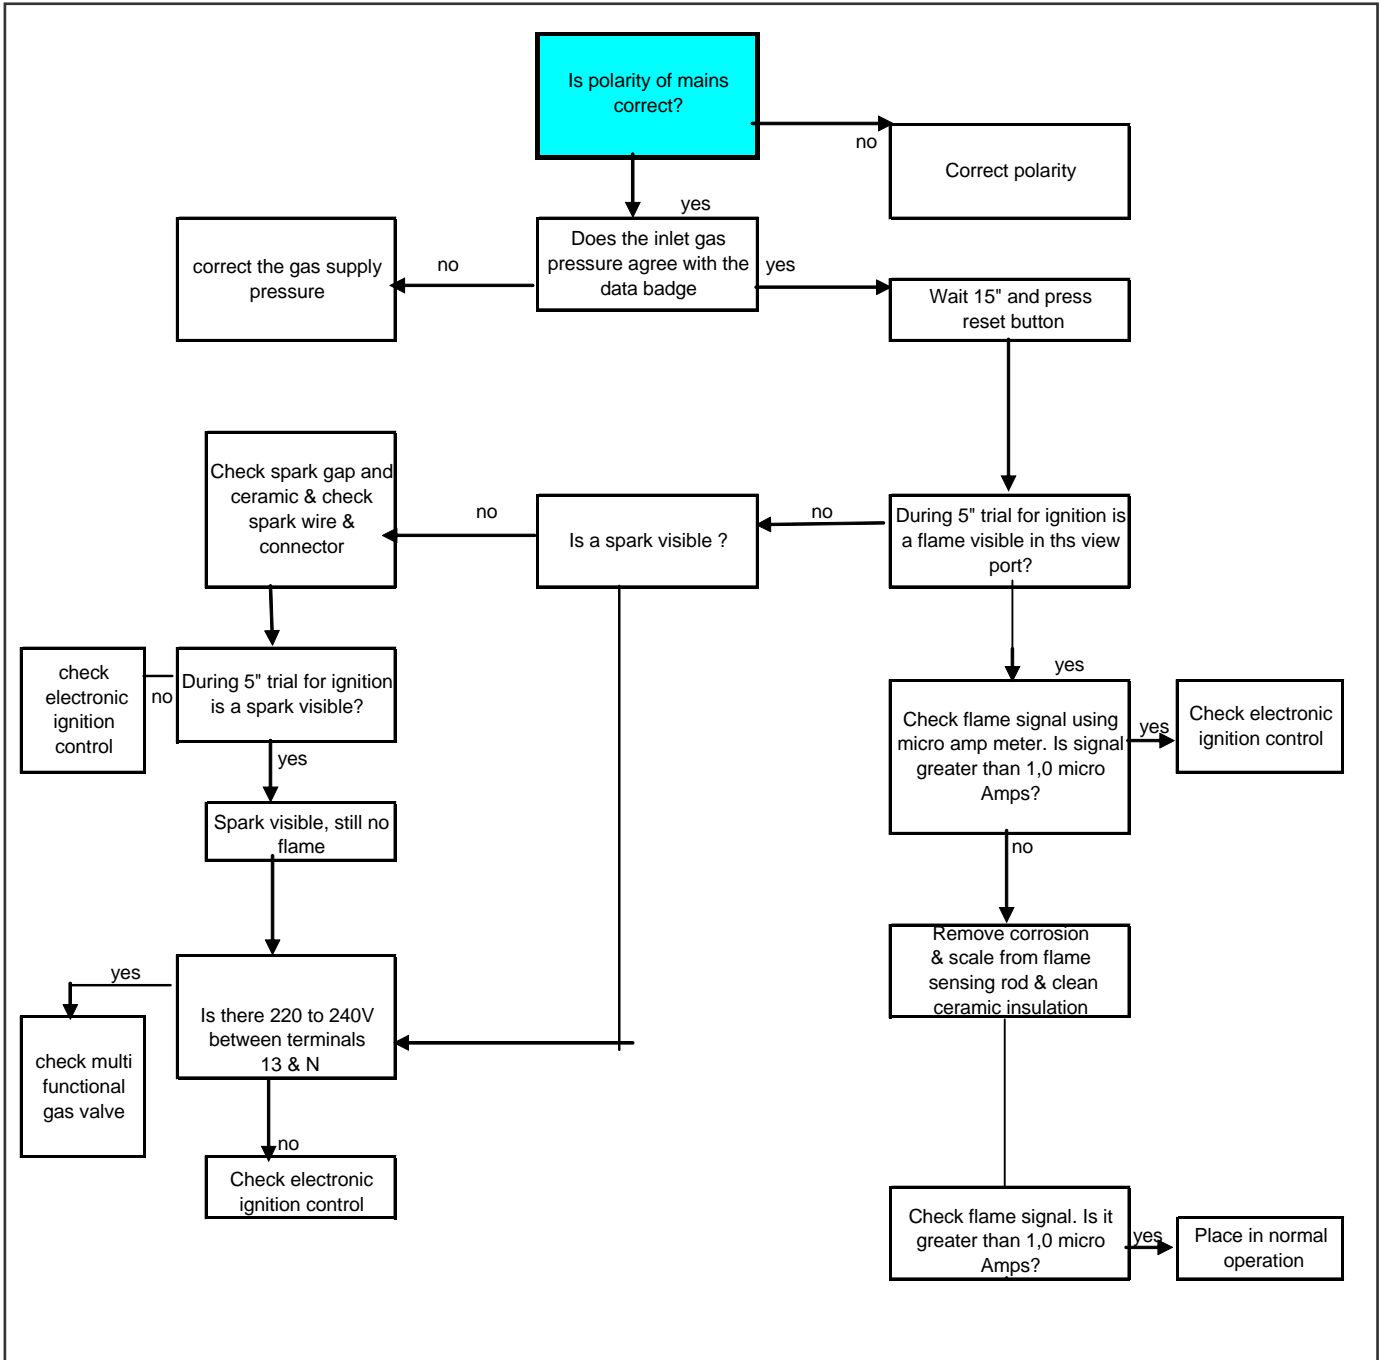 Is polarity of mains
correct?
no
Correct polarity
yes
Does the inlet gas
pressure agree with the
data badge
no
correct the gas supply
pressure
yes
Wait 15" and press
reset button
During 5" trial for ignition is
a flame visible in ths view
port?
no
Is a spark visible ?
no
Check spark gap and
ceramic & check
spark wire &
connector
During 5" trial for ignition
is a spark visible?
no
check
electronic
ignition
control
yes
Spark visible, still no
flame
Is there 220 to 240V
between terminals
13 & N
yes
check multi
functional
gas valve
no
Check electronic
ignition control
yes
Check flame signal using
micro amp meter. Is signal
greater than 1,0 micro
Amps?
yes
Check electronic
ignition control
no
Remove corrosion
& scale from flame
sensing rod & clean
ceramic insulation
Check flame signal. Is it
greater than 1,0 micro
Amps?
yes
Place in normal
operation